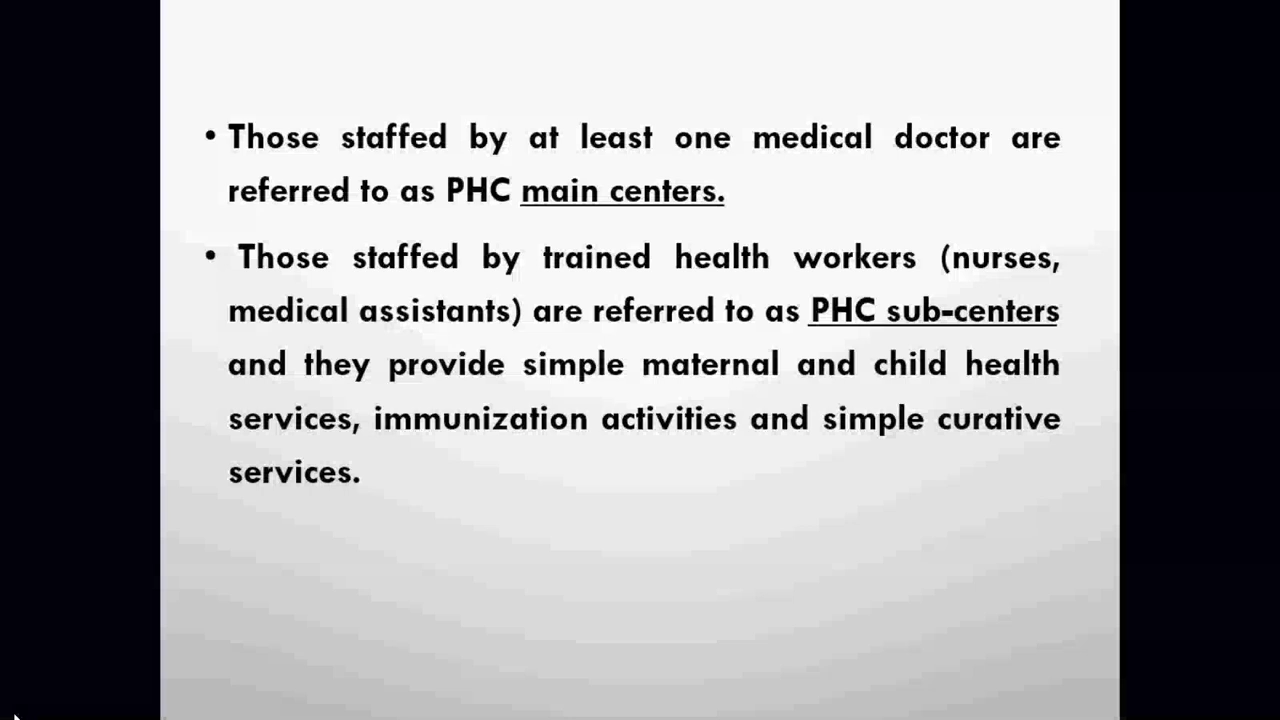 • Those staffed by at least one medical doctor are
referred to as PHC main centers.
• Those staffed by trained health workers (nurses,
medical assistants) are referred to as PHC sub-centers
and they provide simple maternal and child health
services, immunization activities and simple curative
services.